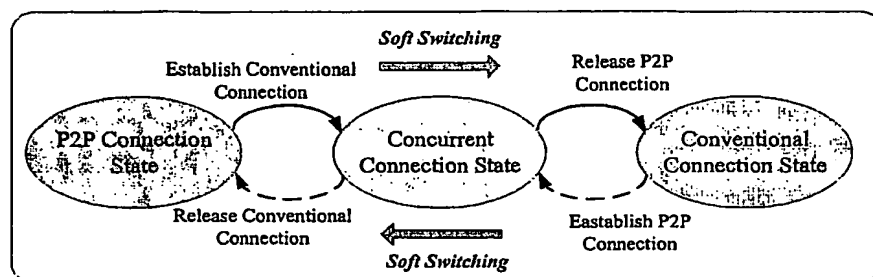 Soft Switching
Establish Conventional
Connection
Release P2P
Connection
P2P Connection
State
Concurrent
Connection State
Conventional
Connection State
Release Conventional
Connection
Eastablish P2P
Connection
Soft Switching